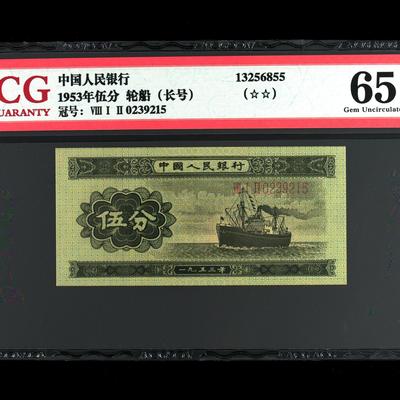 CG
UARANTY
中国人民银行
1953年伍分 轮船（长号）
冠号：Ⅷ Ⅰ Ⅱ 0239215
13256855
（☆☆）
65
Gem Uncirculate
中國人民銀行
Ⅷ Ⅰ Ⅱ 0239215
伍分
一九五三年